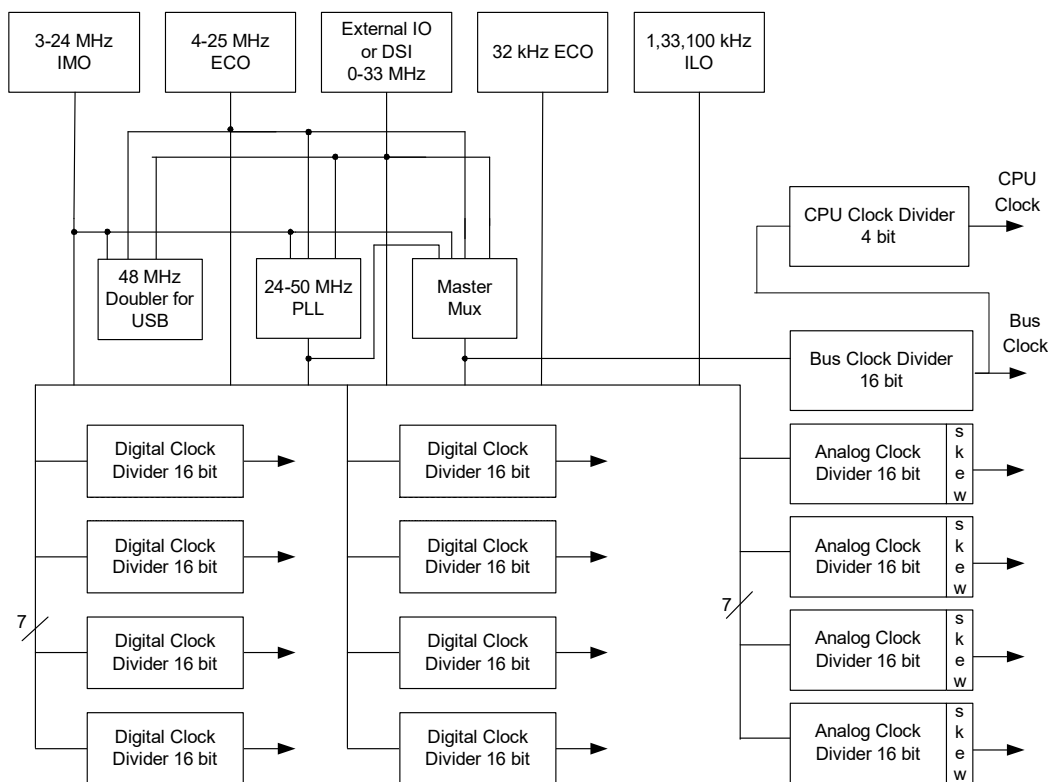 3-24 MHz
IMO
4-25 MHz
ECO
External IO
or DSI
0-33 MHz
32 kHz ECO
1,33,100 kHz
ILO
CPU
Clock
CPU Clock Divider
4 bit
48 MHz
Doubler for
USB
24-50 MHz
PLL
Master
Mux
Bus
Clock
Bus Clock Divider
16 bit
Digital Clock
Divider 16 bit
Digital Clock
Divider 16 bit
Analog Clock
Divider 16 bit
s
k
e
w
Digital Clock
Divider 16 bit
Digital Clock
Divider 16 bit
Analog Clock
Divider 16 bit
s
k
e
w
7
7
Digital Clock
Divider 16 bit
Digital Clock
Divider 16 bit
Analog Clock
Divider 16 bit
s
k
e
w
Digital Clock
Divider 16 bit
Digital Clock
Divider 16 bit
Analog Clock
Divider 16 bit
s
k
e
w